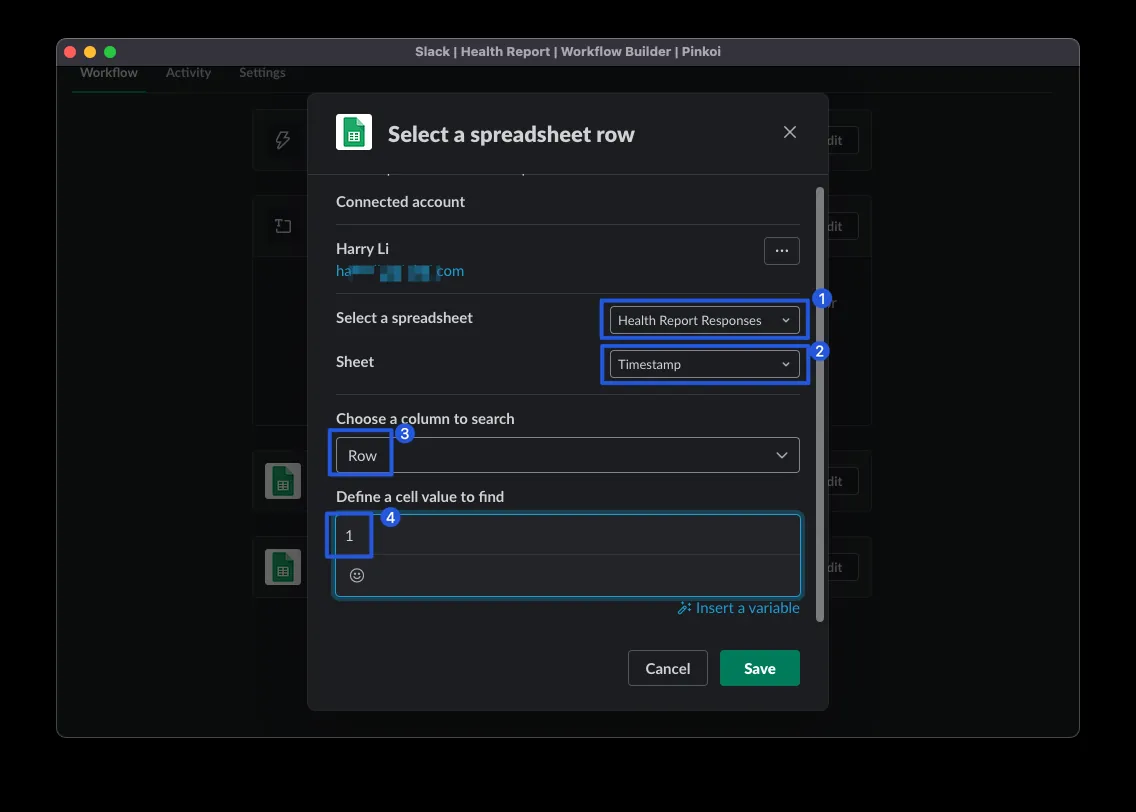 Slack | Health Report | Workflow Builder | Pinkoi
Workflow Activity Settings
Select a spreadsheet row
Connected account
Harry Li
com
Select a spreadsheet
Health Report Responses
1
Sheet
Timestamp
2
Choose a column to search
3
Row
Define a cell value to find
4
1
Insert a variable
Cancel
Save
dit
dit
dit
dit